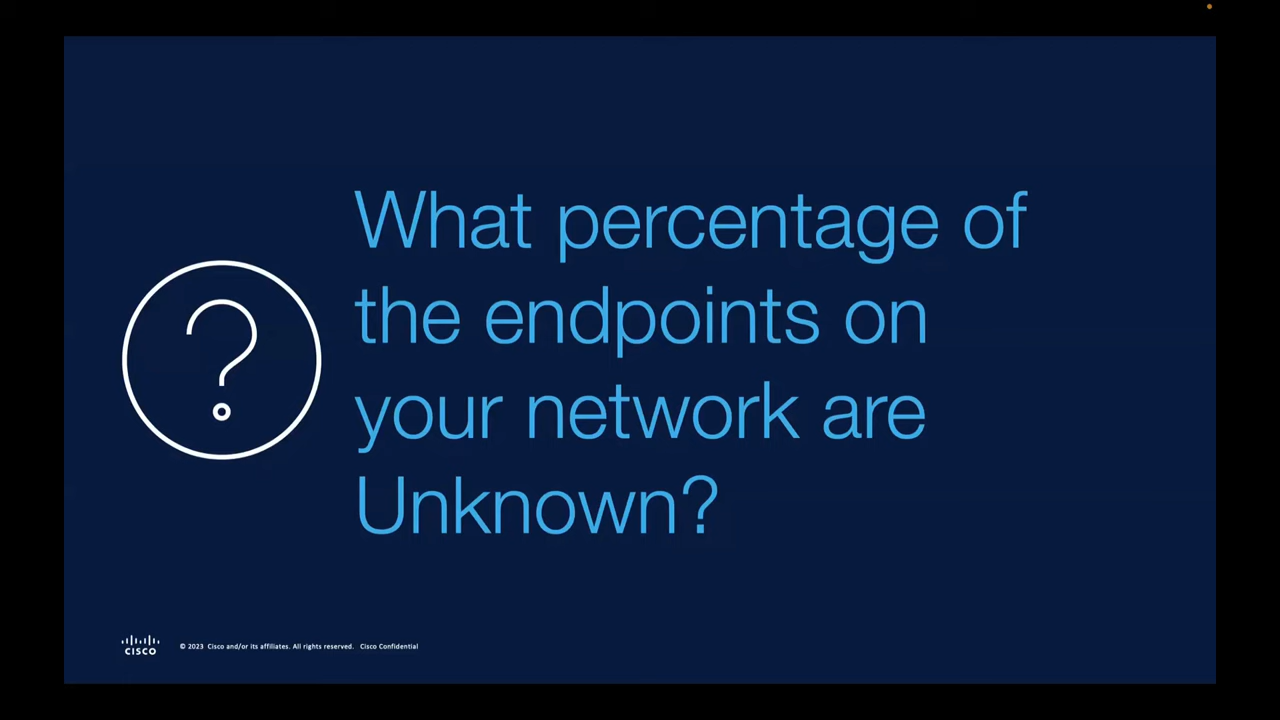 What percentage of
the endpoints on
your network are
Unknown?
CISCO
© 2023 Cisco and/or its affiliates. All rights reserved. Cisco Confidential